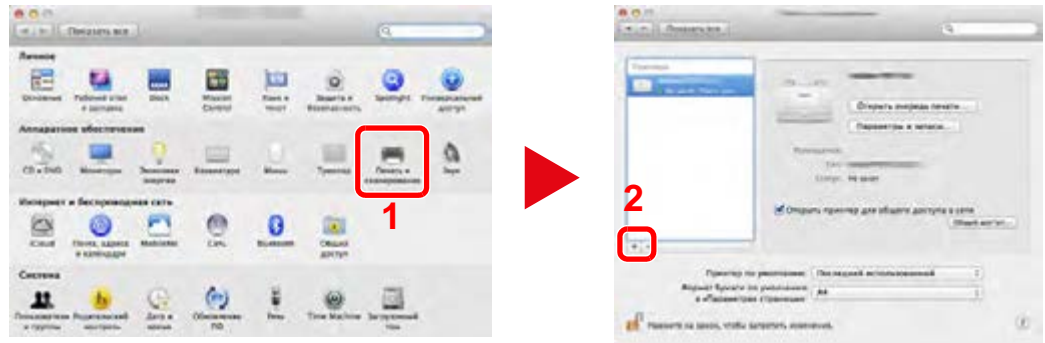 Показать все
Личное
Основные
Рабочий стол и заставка
Dock
Mission Control
Язык и текст
Защита и безопасность
Spotlight
Универсальный доступ
Аппаратное обеспечение
CD и DVD
Мониторы
Экономия энергии
Клавиатура
Мышь
Трекпад
Печать и сканирование
Звук
1
Интернет и беспроводная сеть
iCloud
Почта, адреса и календари
MobileMe
Сеть
Bluetooth
Общий доступ
Система
Пользователи и группы
Родительский контроль
Дата и время
Обновление ПО
Речь
Time Machine
Загрузочный том
Показать все
Принтеры
Открыть очередь печати...
Параметры и запасы...
Размещение:
Тип:
Статус: Не занят
2
Открыть принтер для общего доступа в сети
Общий доступ...
+ -
Принтер по умолчанию: Последний использованный
Формат бумаги по умолчанию в «Параметрах страницы»: A4
Нажмите на замок, чтобы запретить изменения.
?